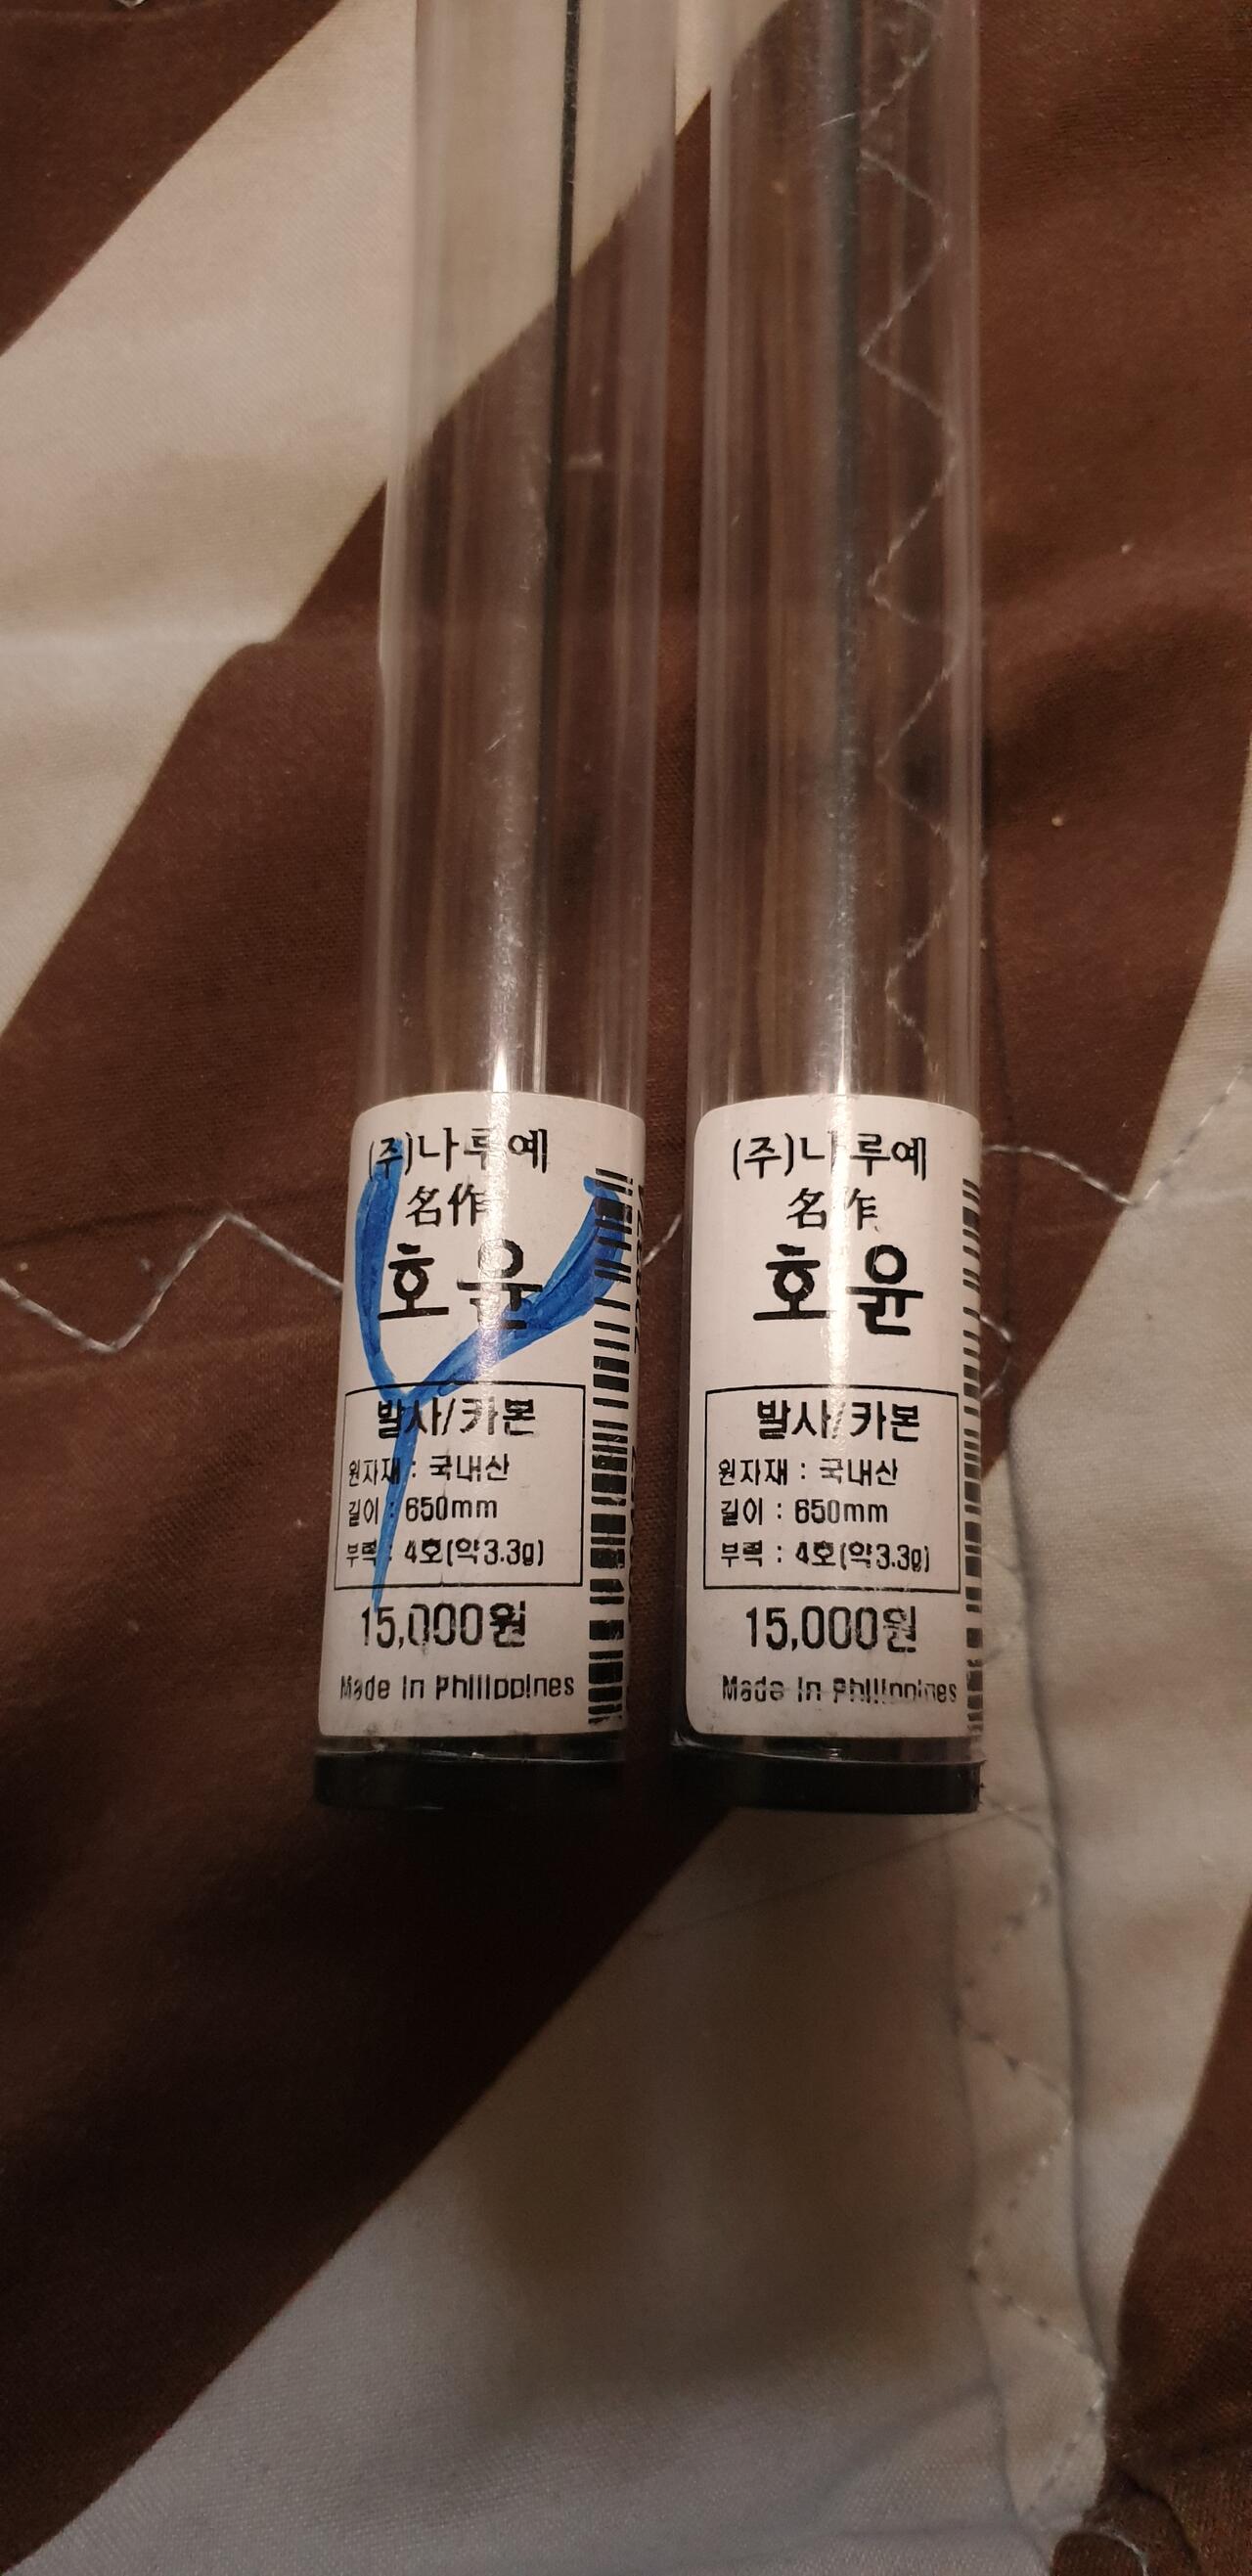 (주)나루예
名作
호윤
발사/카본
원자재 : 국내산
길이 : 650mm
부력 : 4호(약3.3g)
15,000원
Made In Philippines
(주)나루예
名作
호윤
발사/카본
원자재 : 국내산
길이 : 650mm
부력 : 4호(약3.3g)
15,000원
Made In Philippines